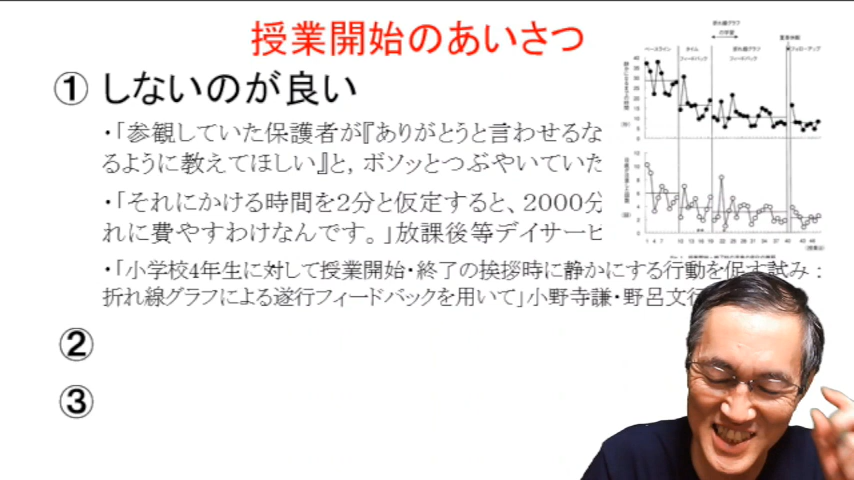 授業開始のあいさつ
① しないのが良い
・「参観していた保護者が『ありがとうと言わせるな
るように教えてほしい』と，ボソッとつぶやいていた
・「それにかける時間を2分と仮定すると、2000分
れに費やすわけなんです。」放課後等デイサービ
・「小学校4年生に対して授業開始・終了の挨拶時に静かにする行動を促す試み：
折れ線グラフによる遂行フィードバックを用いて」小野寺謙・野呂文行
②
③
折れ線グラフ
の学習
ベースライン
タイム
フィードバック
折れ線グラフ
フィードバック
フォローアップ